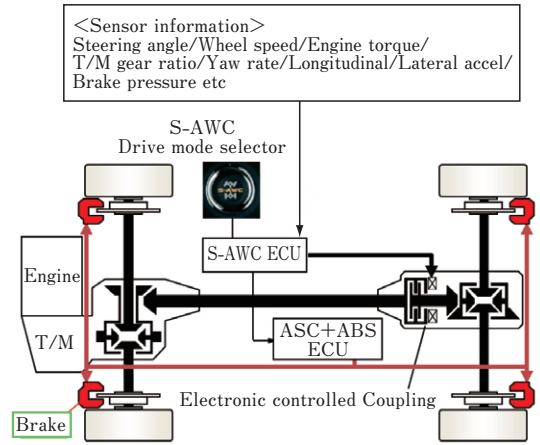 <Sensor information>
Steering angle/Wheel speed/Engine torque/
T/M gear ratio/Yaw rate/Longitudinal/Lateral accel/
Brake pressure etc
S-AWC
Drive mode selector
S-AWC
S-AWC ECU
Engine
T/M
ASC+ABS
ECU
Electronic controlled Coupling
Brake